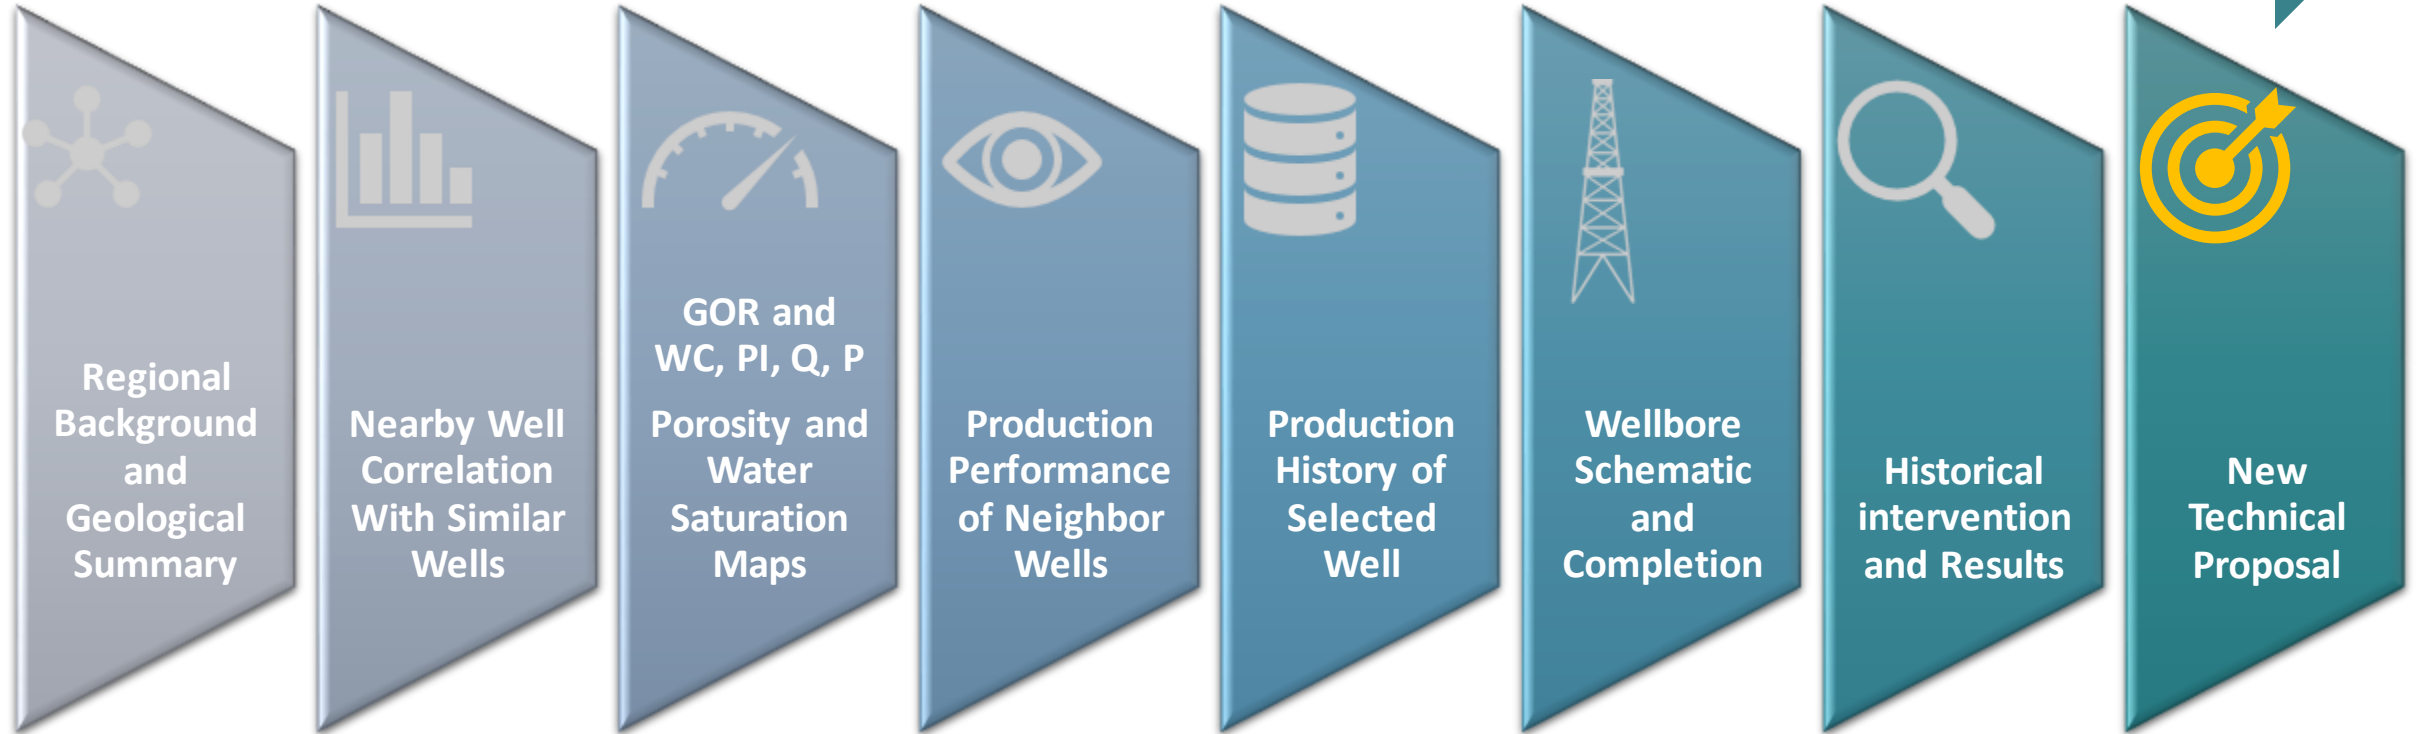 Regional
Background
and
Geological
Summary
Nearby Well
Correlation
With Similar
Wells
GOR and
WC, PI, Q, P
Porosity and
Water
Saturation
Maps
Production
Performance
of Neighbor
Wells
Production
History of
Selected
Well
Wellbore
Schematic
and
Completion
Historical
intervention
and Results
New
Technical
Proposal